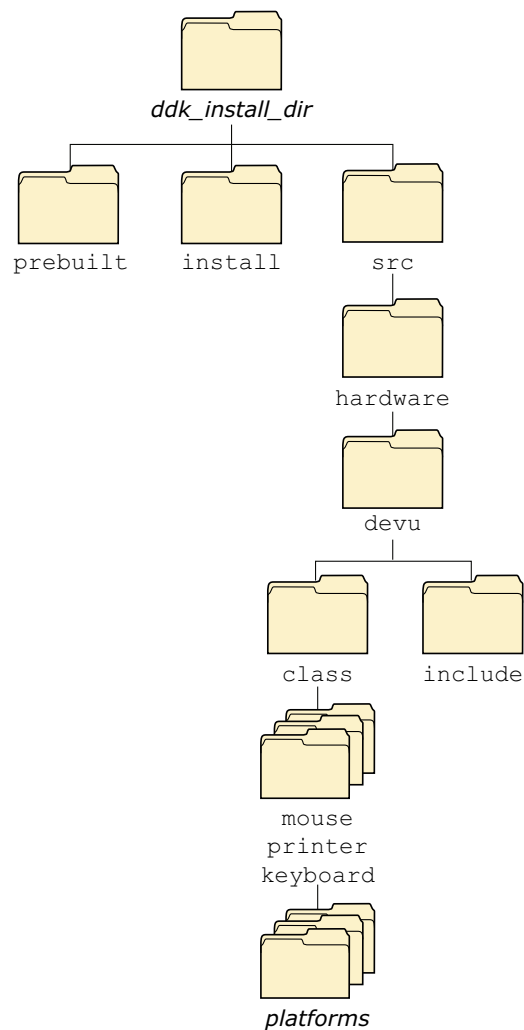 ddk_install_dir
prebuilt
install
src
hardware
devu
class
include
mouse
printer
keyboard
platforms